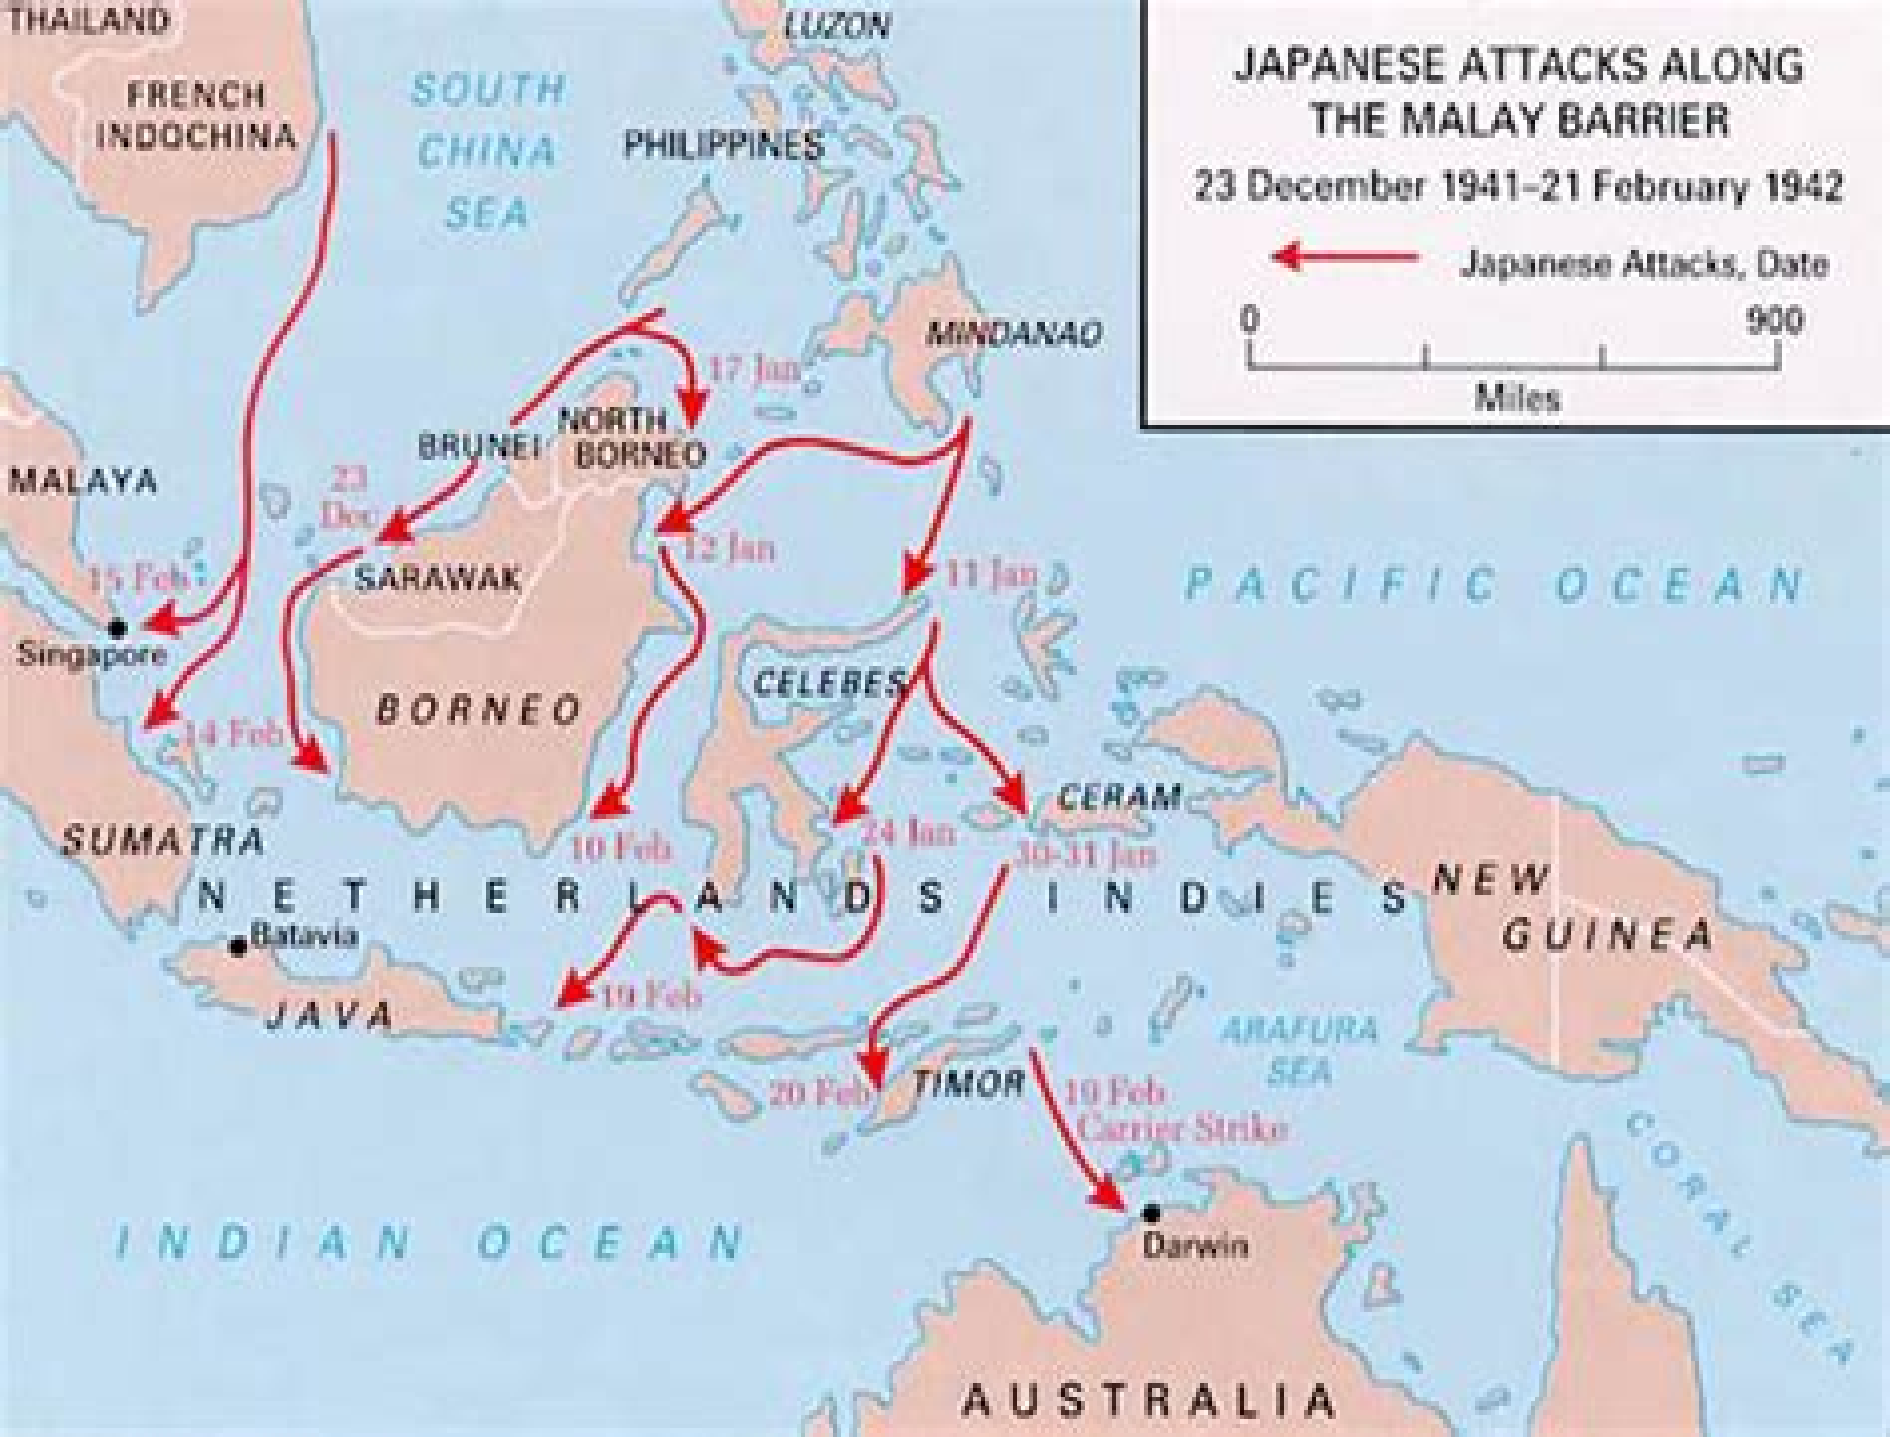 THAILAND
FRENCH
INDOCHINA
SOUTH
CHINA
SEA
LUZON
PHILIPPINES
JAPANESE ATTACKS ALONG
THE MALAY BARRIER
23 December 1941–21 February 1942
Japanese Attacks, Date
0 900
Miles
MINDANAO
17 Jan
NORTH
BORNEO
BRUNEI
MALAYA
23
Dec
12 Jan
11 Jan
SARAWAK
15 Feb
PACIFIC OCEAN
Singapore
CELEBES
BORNEO
14 Feb
CERAM
SUMATRA
10 Feb
24 Jan
30-31 Jan
NETHERLANDS INDIES
NEW
GUINEA
Batavia
19 Feb
JAVA
ARAFURA
SEA
20 Feb
TIMOR
19 Feb
Carrier Strike
CORAL SEA
INDIAN OCEAN
Darwin
AUSTRALIA